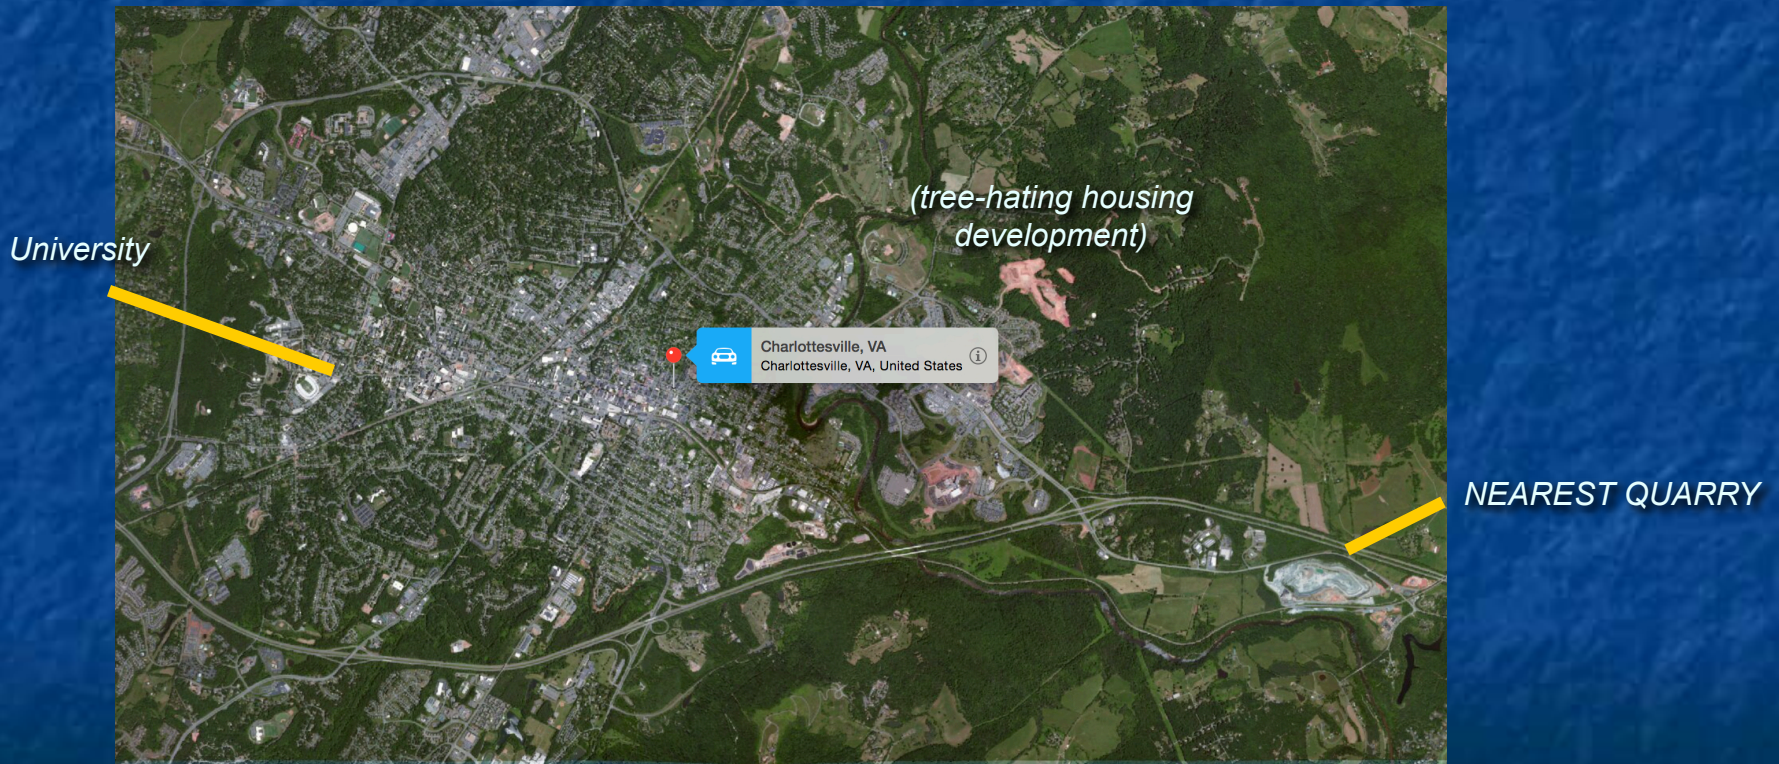 (tree-hating housing
development)
University
Charlottesville, VA
Charlottesville, VA, United States
NEAREST QUARRY